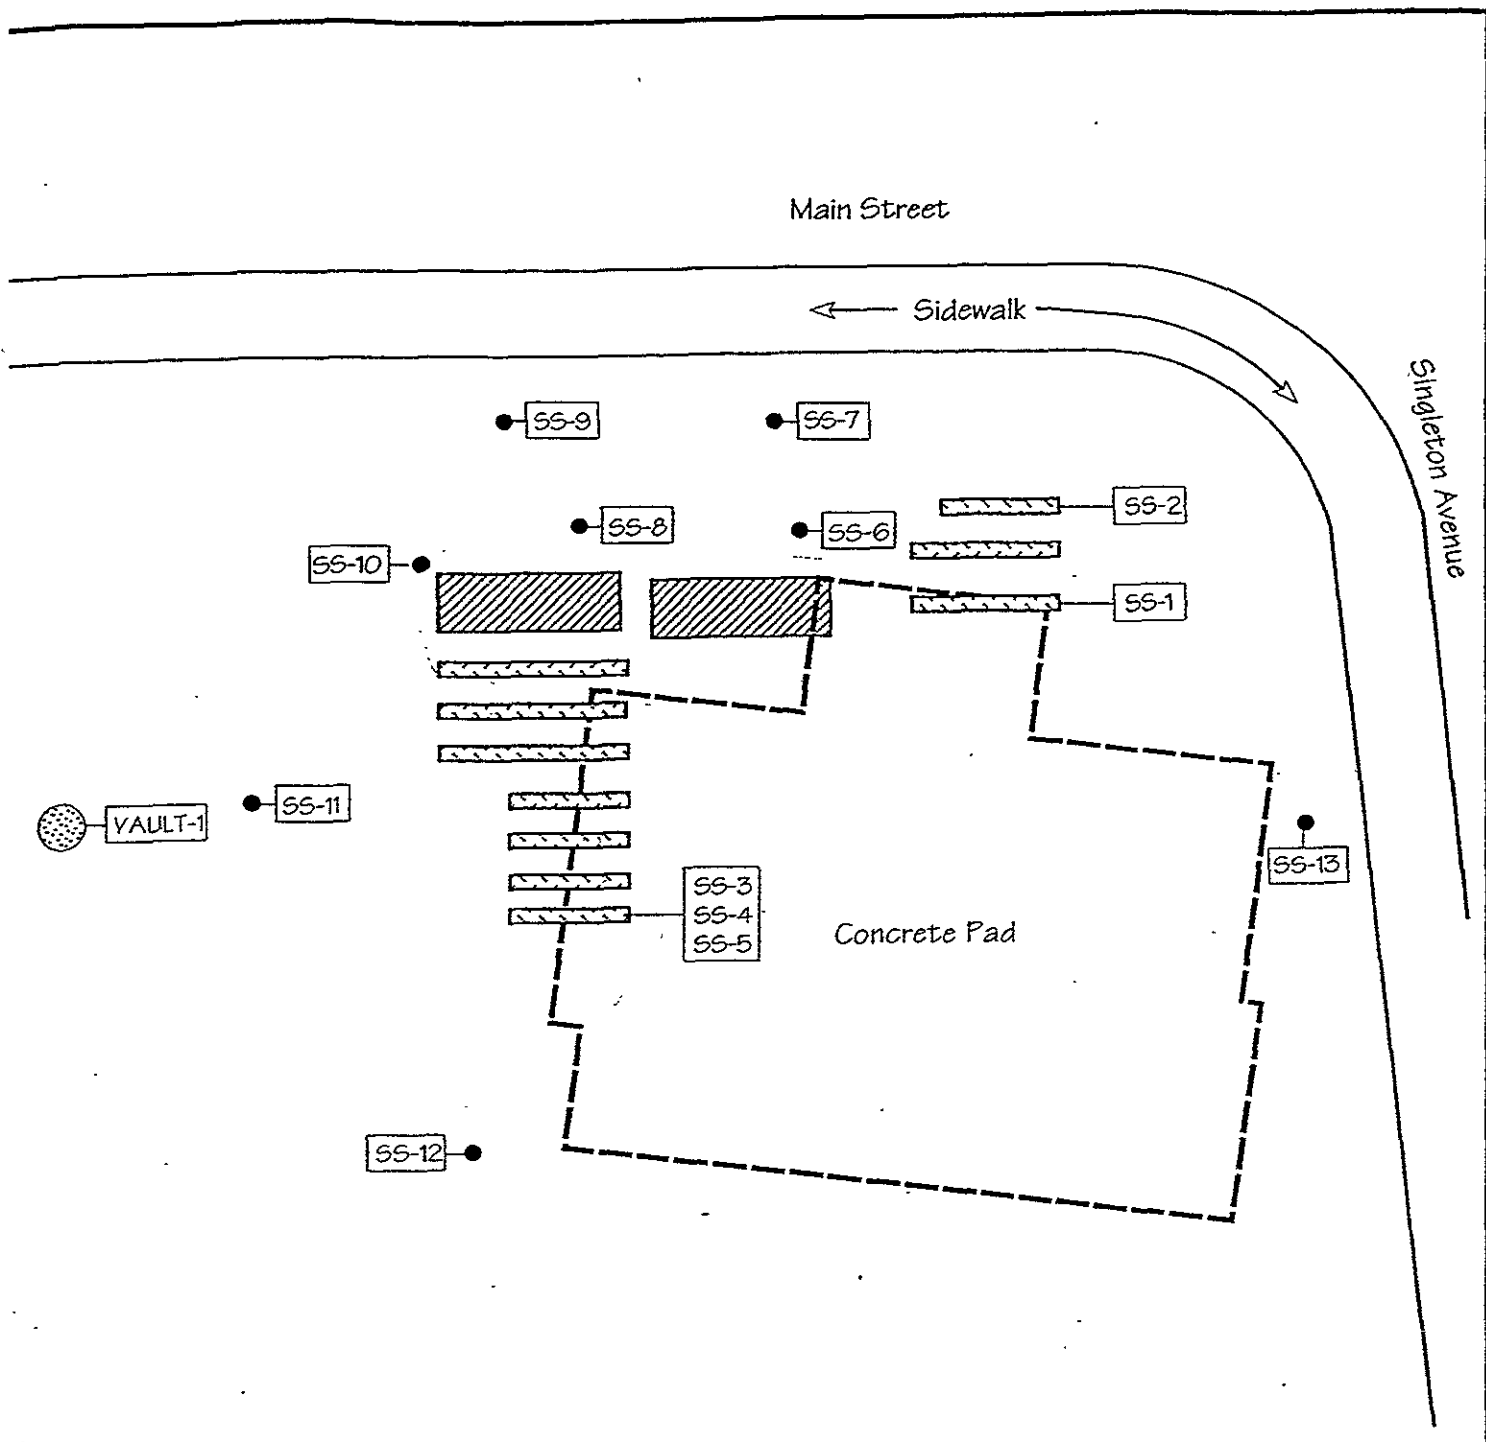 Main Street
Sidewalk
Singleton Avenue
SS-9
SS-7
SS-2
SS-8
SS-6
SS-10
SS-1
SS-11
VAULT-1
SS-13
SS-3
SS-4
SS-5
Concrete Pad
SS-12